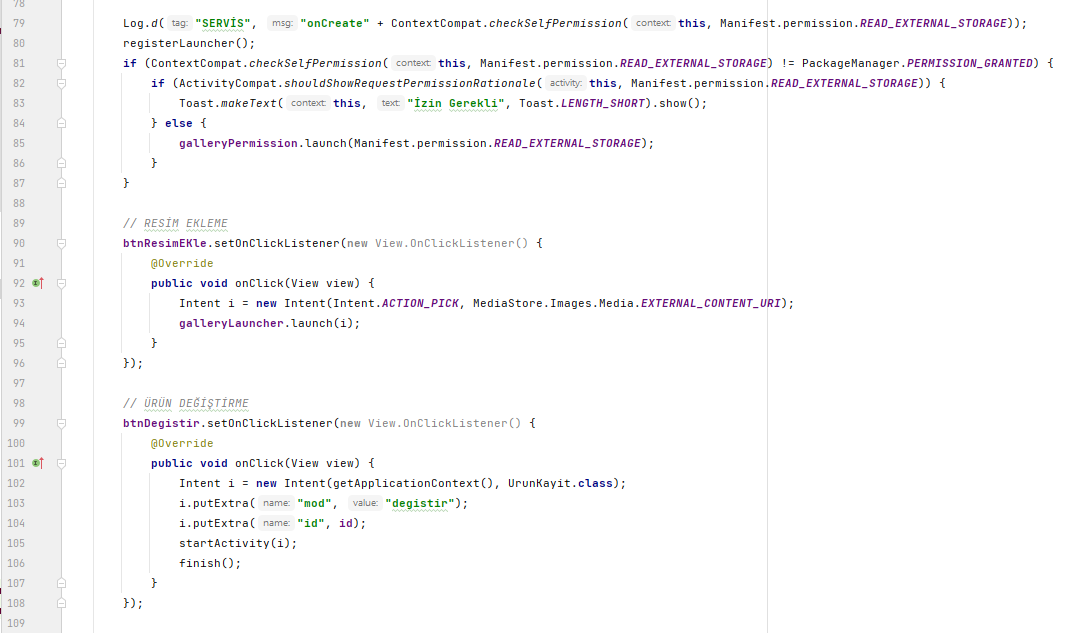 78
79 Log.d( tag: "SERVİS", msg: "onCreate" + ContextCompat.checkSelfPermission( context: this, Manifest.permission.READ_EXTERNAL_STORAGE));
80 registerLauncher();
81 if (ContextCompat.checkSelfPermission( context: this, Manifest.permission.READ_EXTERNAL_STORAGE) != PackageManager.PERMISSION_GRANTED) {
82 if (ActivityCompat.shouldShowRequestPermissionRationale( activity: this, Manifest.permission.READ_EXTERNAL_STORAGE)) {
83 Toast.makeText( context: this, text: "İzin Gerekli", Toast.LENGTH_SHORT).show();
84 } else {
85 galleryPermission.launch(Manifest.permission.READ_EXTERNAL_STORAGE);
86 }
87 }
88
89 // RESİM EKLEME
90 btnResimEKle.setOnClickListener(new View.OnClickListener() {
91 @Override
92 public void onClick(View view) {
93 Intent i = new Intent(Intent.ACTION_PICK, MediaStore.Images.Media.EXTERNAL_CONTENT_URI);
94 galleryLauncher.launch(i);
95 }
96 });
97
98 // ÜRÜN DEĞİŞTİRME
99 btnDegistir.setOnClickListener(new View.OnClickListener() {
100 @Override
101 public void onClick(View view) {
102 Intent i = new Intent(getApplicationContext(), UrunKayit.class);
103 i.putExtra( name: "mod", value: "degistir");
104 i.putExtra( name: "id", id);
105 startActivity(i);
106 finish();
107 }
108 });
109